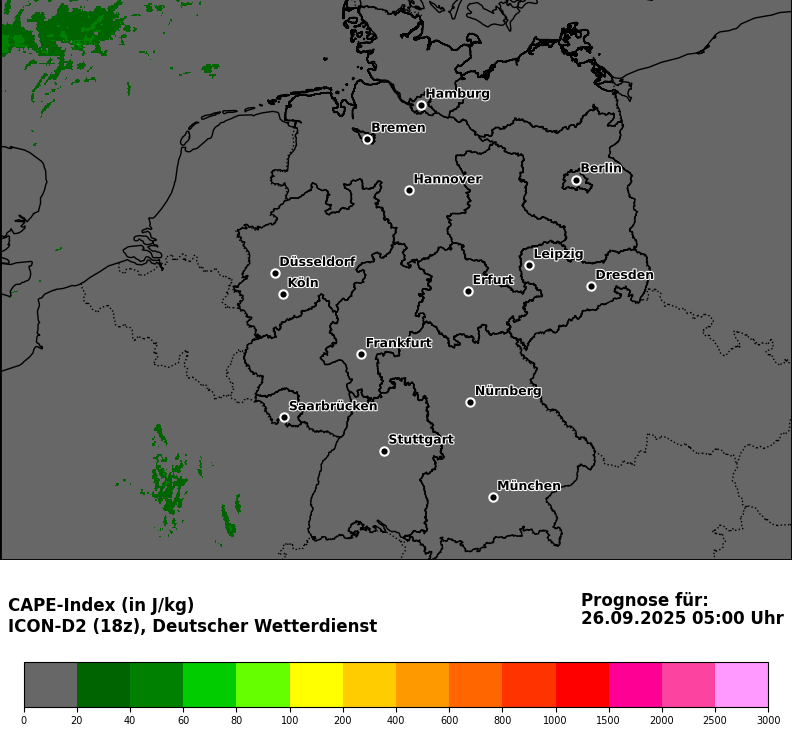 Hamburg
Bremen
Berlin
Hannover
Leipzig
Düsseldorf
Dresden
Köln
Erfurt
Frankfurt
Nürnberg
Saarbrücken
Stuttgart
München
CAPE-Index (in J/kg)
ICON-D2 (18z), Deutscher Wetterdienst
Prognose für:
26.09.2025 05:00 Uhr
0 20 40 60 80 100 200 400 600 800 1000 1500 2000 2500 3000